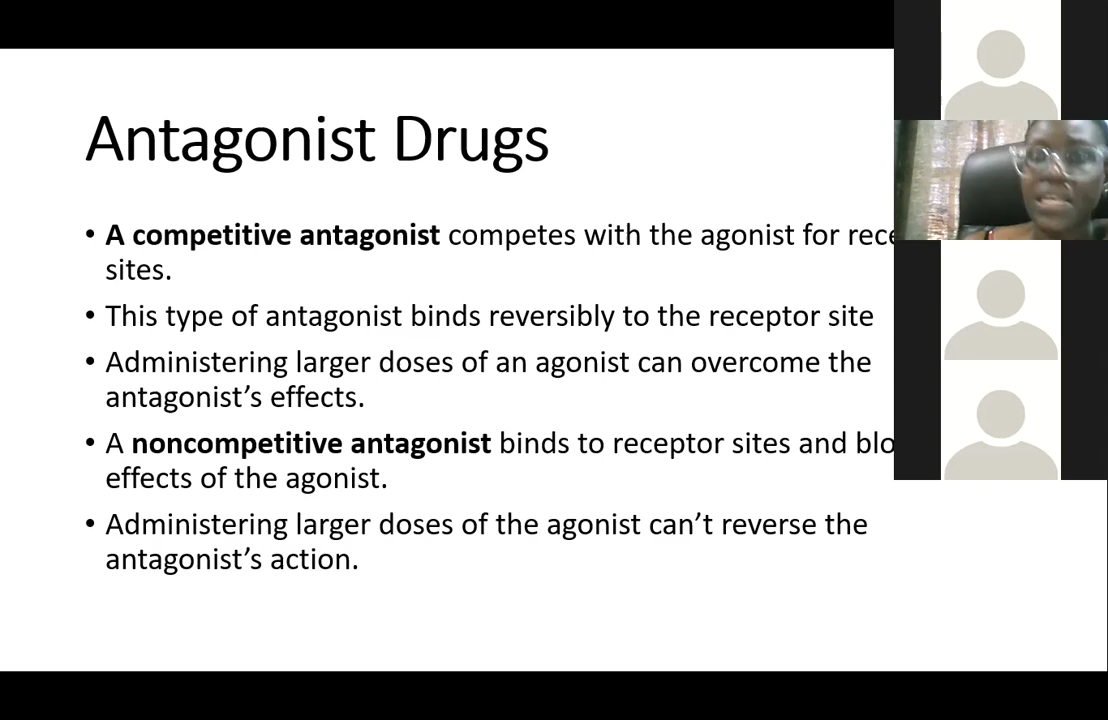 Antagonist Drugs
• A competitive antagonist competes with the agonist for
sites.
• This type of antagonist binds reversibly to the receptor site
• Administering larger doses of an agonist can overcome the
antagonist’s effects.
• A noncompetitive antagonist binds to receptor sites and
effects of the agonist.
• Administering larger doses of the agonist can’t reverse the
antagonist’s action.